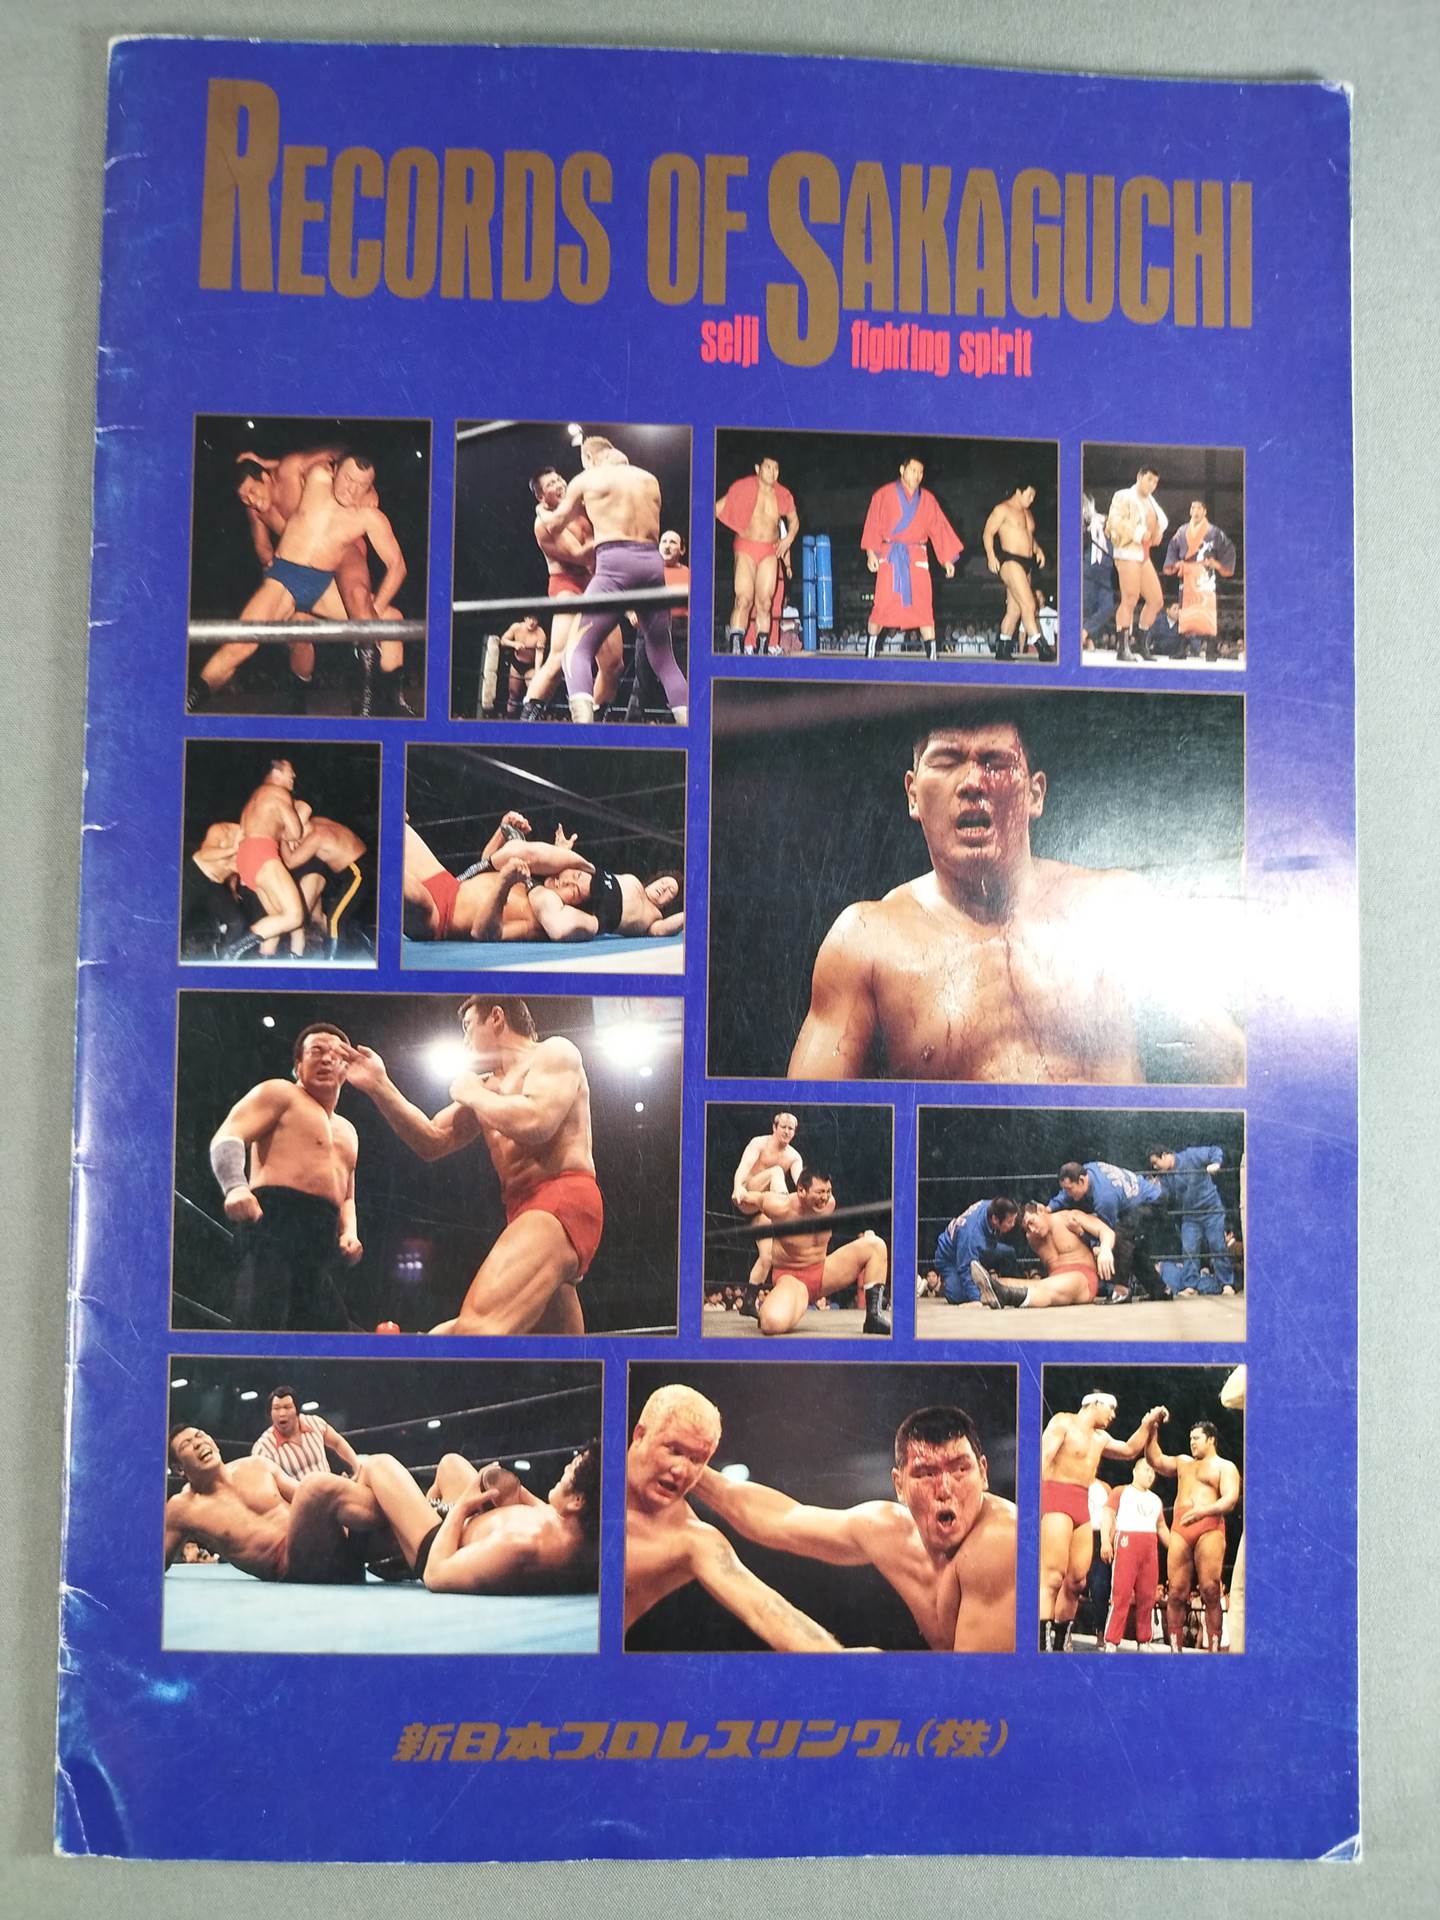 RECORDS OF SAKAGUCHI
seiji fighting spirit
新日本プロレスリング(株)